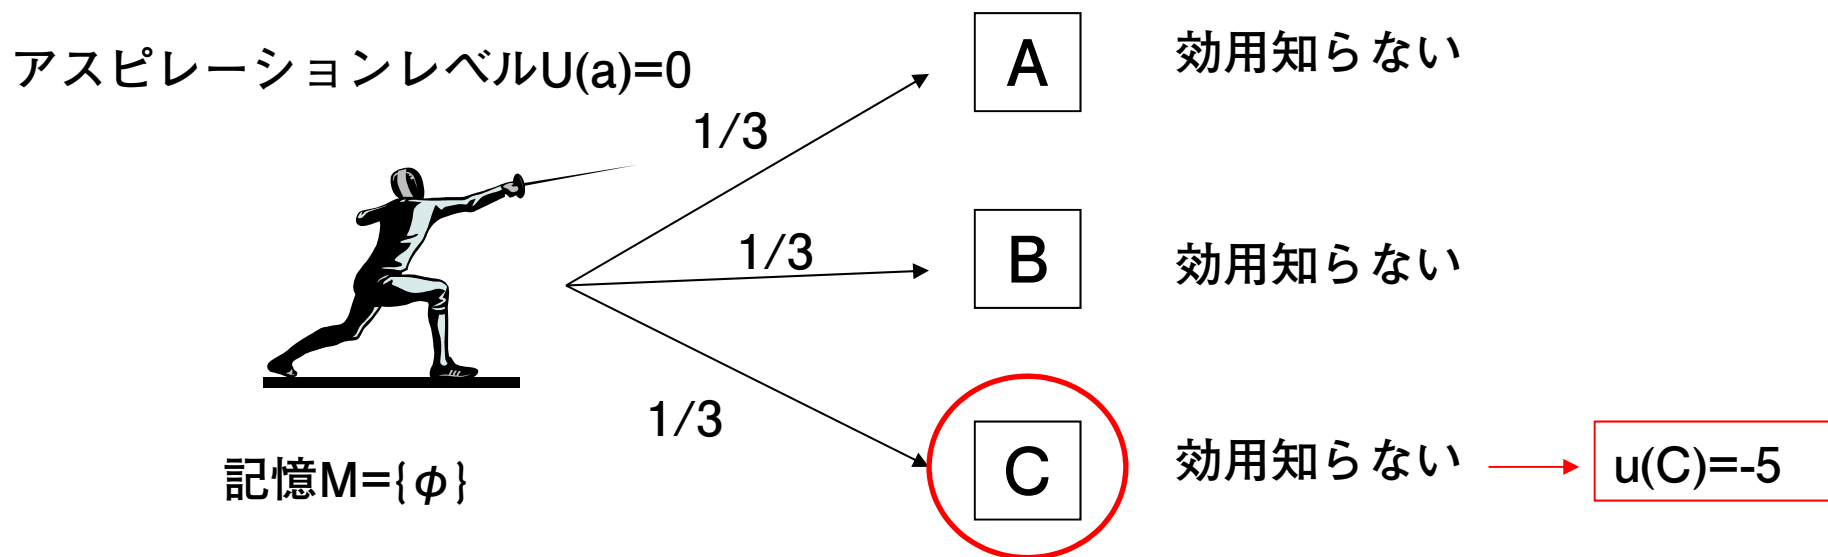 アスピレーションレベルU(a)=0
1/3
A
効用知らない
1/3
B
効用知らない
1/3
C
効用知らない
u(C)=-5
記憶M={φ}